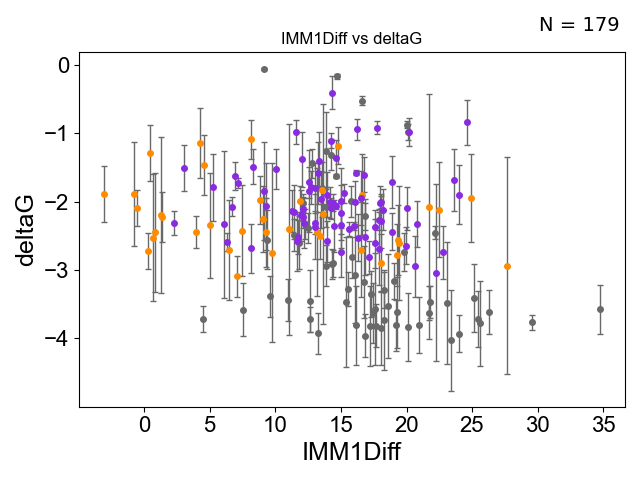 N = 179
IMM1Diff vs deltaG
deltaG
0
−1
−2
−3
−4
0 5 10 15 20 25 30 35
IMM1Diff